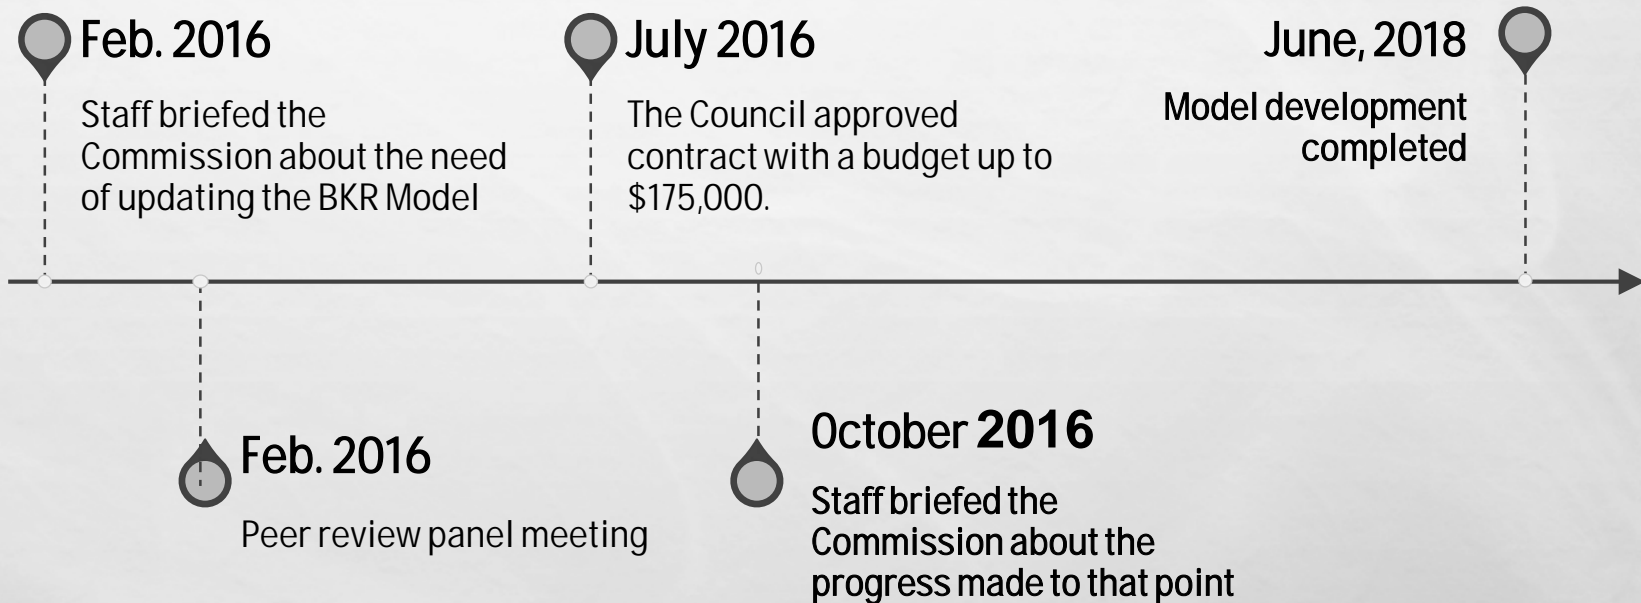 Feb. 2016
Staff briefed the
Commission about the need
of updating the BKR Model
July 2016
The Council approved
contract with a budget up to
$175,000.
June, 2018
Model development
completed
0
Feb. 2016
Peer review panel meeting
October 2016
Staff briefed the
Commission about the
progress made to that point